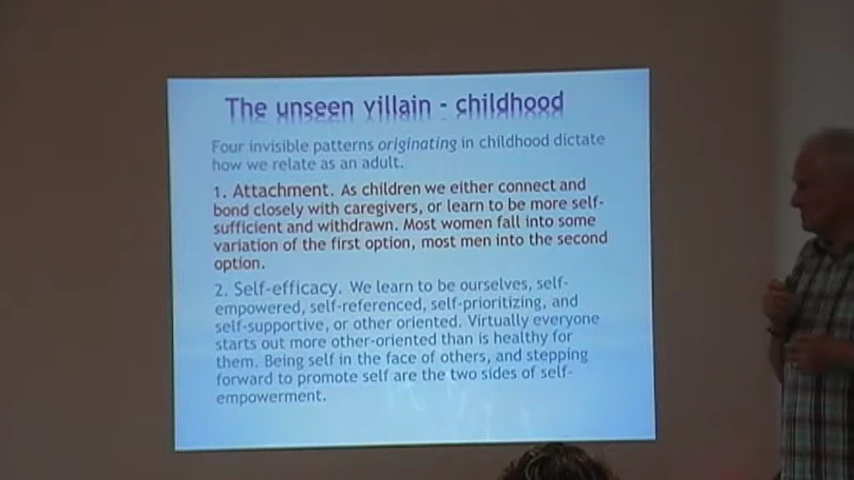 The unseen villain - childhood
Four invisible patterns originating in childhood dictate
how we relate as an adult.
1. Attachment. As children we either connect and
bond closely with caregivers, or learn to be more self-
sufficient and withdrawn. Most women fall into some
variation of the first option, most men into the second
option.
2. Self-efficacy. We learn to be ourselves, self-
empowered, self-referenced, self-prioritizing, and
self-supportive, or other oriented. Virtually everyone
starts out more other-oriented than is healthy for
them. Being self in the face of others, and stepping
forward to promote self are the two sides of self-
empowerment.